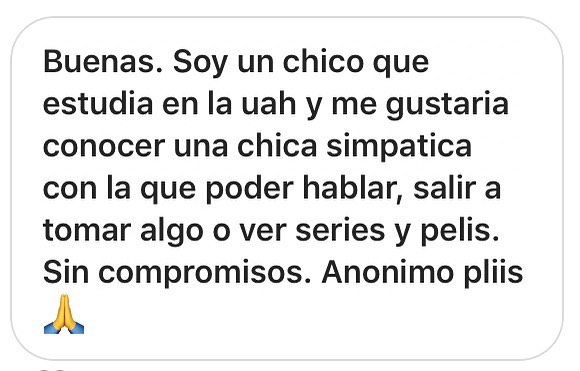 Buenas. Soy un chico que
estudia en la uah y me gustaria
conocer una chica simpatica
con la que poder hablar, salir a
tomar algo o ver series y pelis.
Sin compromisos. Anonimo pliis
🙏